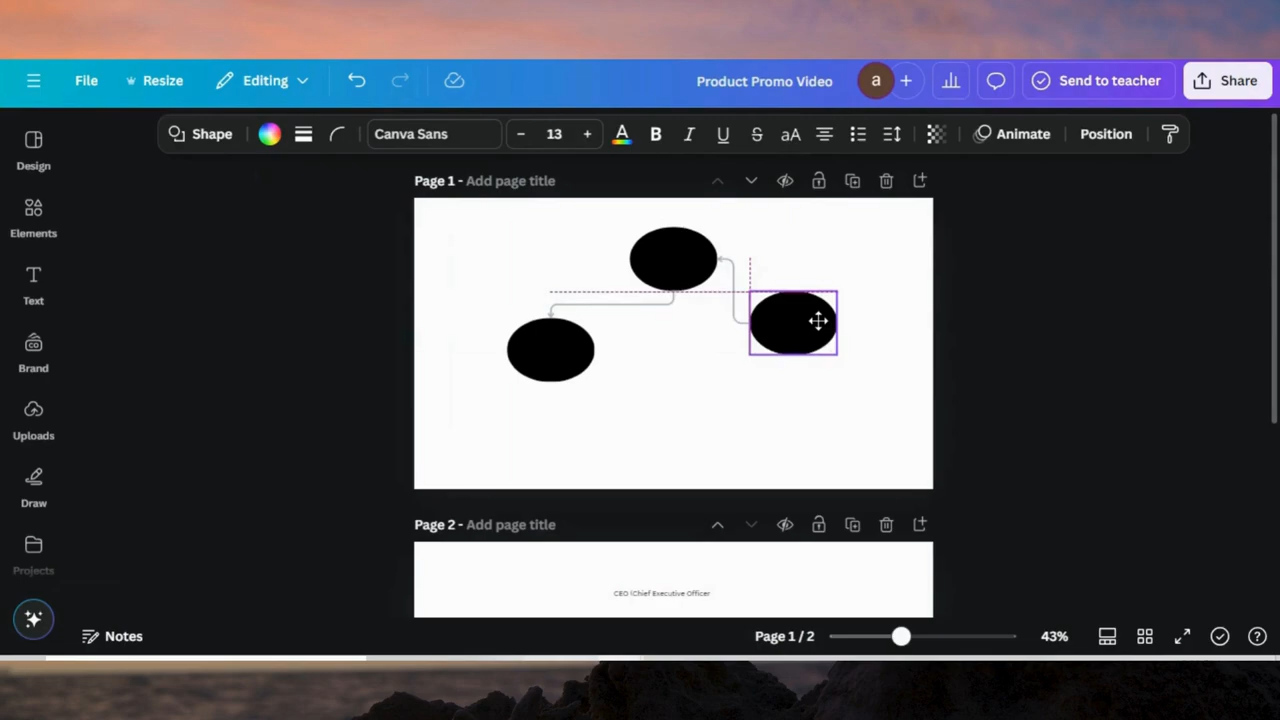 File Resize Editing Product Promo Video a Send to teacher Share
Shape Canva Sans 13 A B I U S aA Animate Position
Design
Elements
Text
Brand
Uploads
Draw
Projects
Page 1 - Add page title
Page 2 - Add page title
CEO (Chief Executive Officer
Notes Page 1 / 2 43%